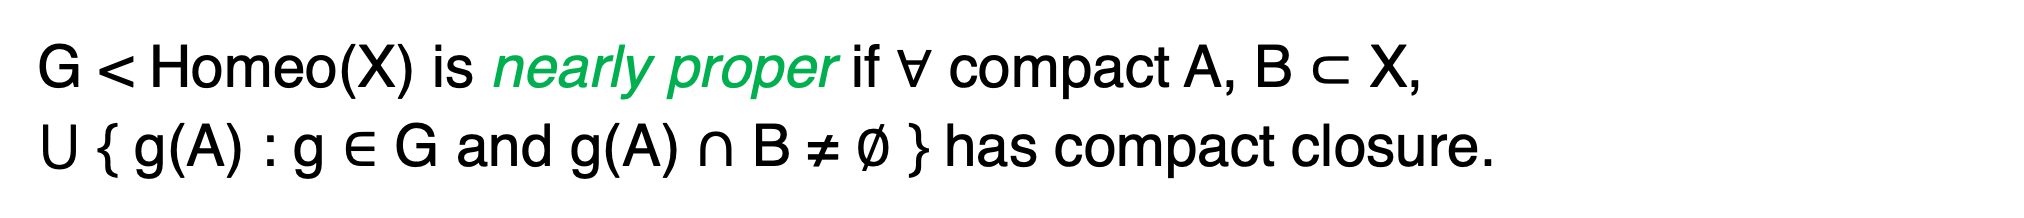 G < Homeo(X) is nearly proper if ∀ compact A, B ⊂ X,
∪ { g(A) : g ∈ G and g(A) ∩ B ≠ ∅ } has compact closure.